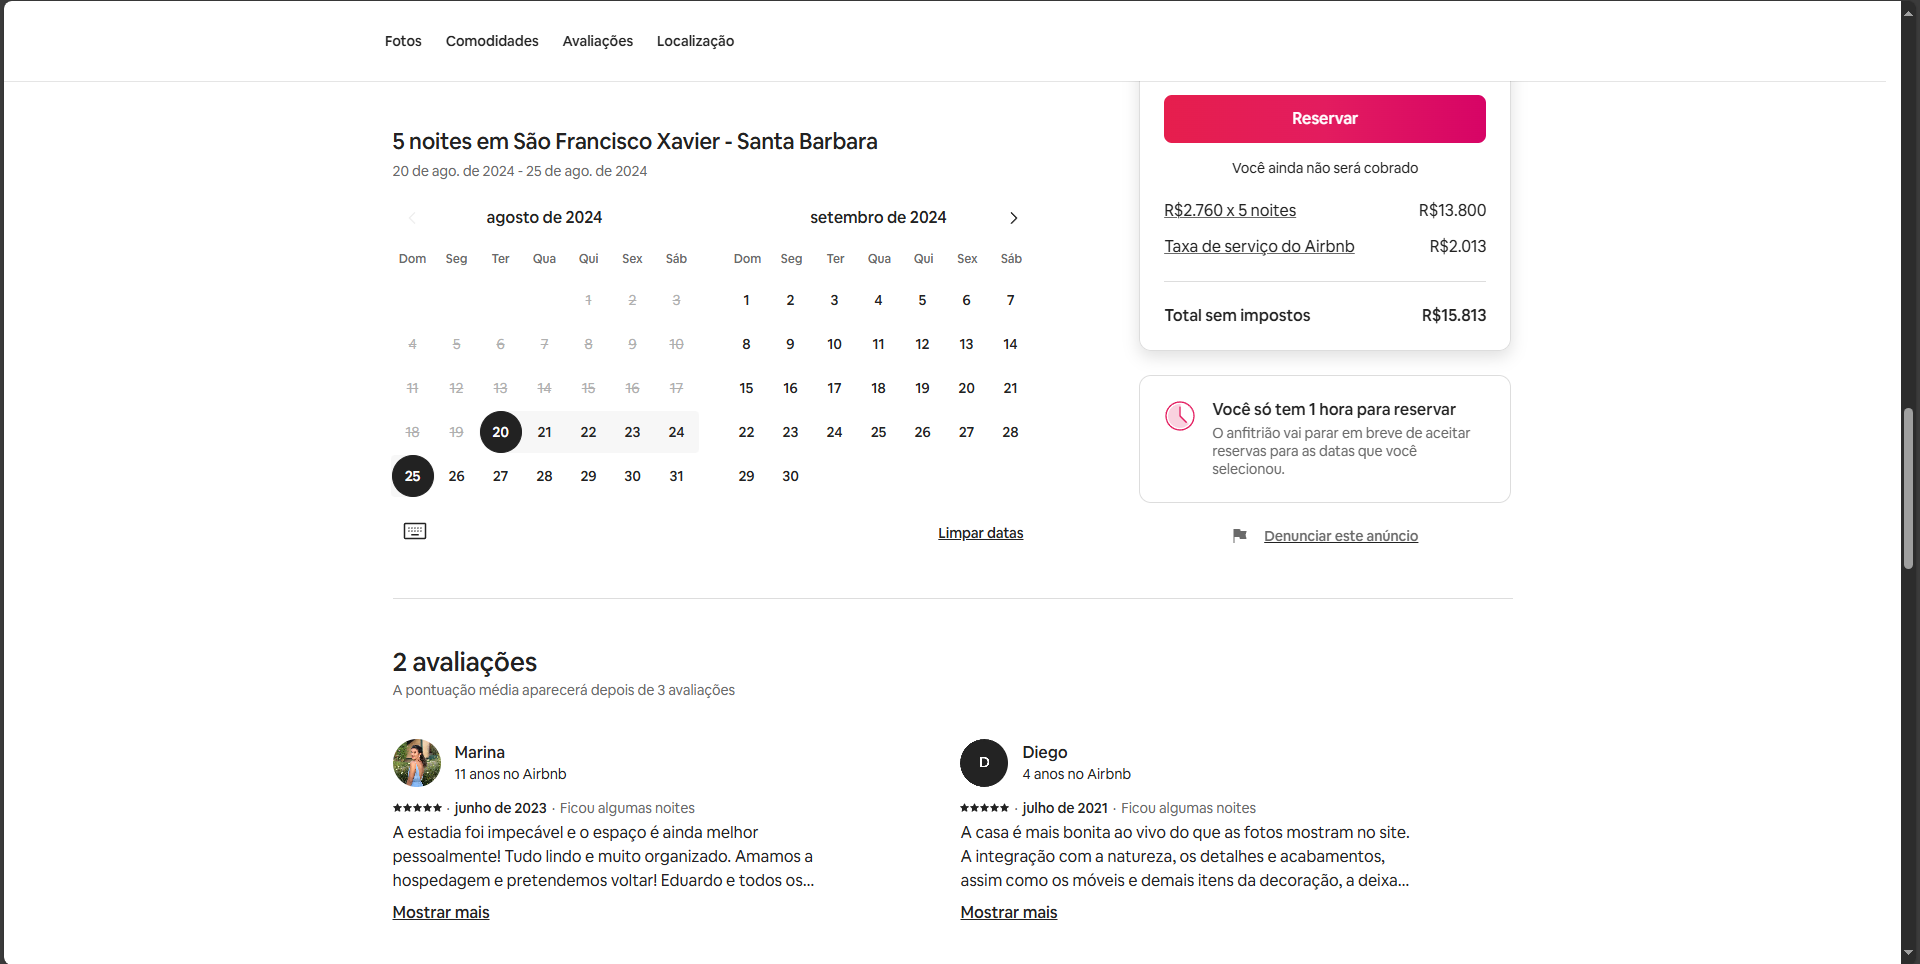 Fotos Comodidades Avaliações Localização
5 noites em São Francisco Xavier - Santa Barbara
20 de ago. de 2024 - 25 de ago. de 2024
agosto de 2024
Dom Seg Ter Qua Qui Sex Sáb
1 2 3
4 5 6 7 8 9 10
11 12 13 14 15 16 17
18 19 20 21 22 23 24
25 26 27 28 29 30 31
setembro de 2024
Dom Seg Ter Qua Qui Sex Sáb
1 2 3 4 5 6 7
8 9 10 11 12 13 14
15 16 17 18 19 20 21
22 23 24 25 26 27 28
29 30
Limpar datas
Reservar
Você ainda não será cobrado
R$2.760 x 5 noites R$13.800
Taxa de serviço do Airbnb R$2.013
Total sem impostos R$15.813
Você só tem 1 hora para reservar
O anfitrião vai parar em breve de aceitar
reservas para as datas que você
selecionou.
Denunciar este anúncio
2 avaliações
A pontuação média aparecerá depois de 3 avaliações
Marina
11 anos no Airbnb
★★★★★ · junho de 2023 · Ficou algumas noites
A estadia foi impecável e o espaço é ainda melhor
pessoalmente! Tudo lindo e muito organizado. Amamos a
hospedagem e pretendemos voltar! Eduardo e todos os...
Mostrar mais
D
Diego
4 anos no Airbnb
★★★★★ · julho de 2021 · Ficou algumas noites
A casa é mais bonita ao vivo do que as fotos mostram no site.
A integração com a natureza, os detalhes e acabamentos,
assim como os móveis e demais itens da decoração, a deixa...
Mostrar mais